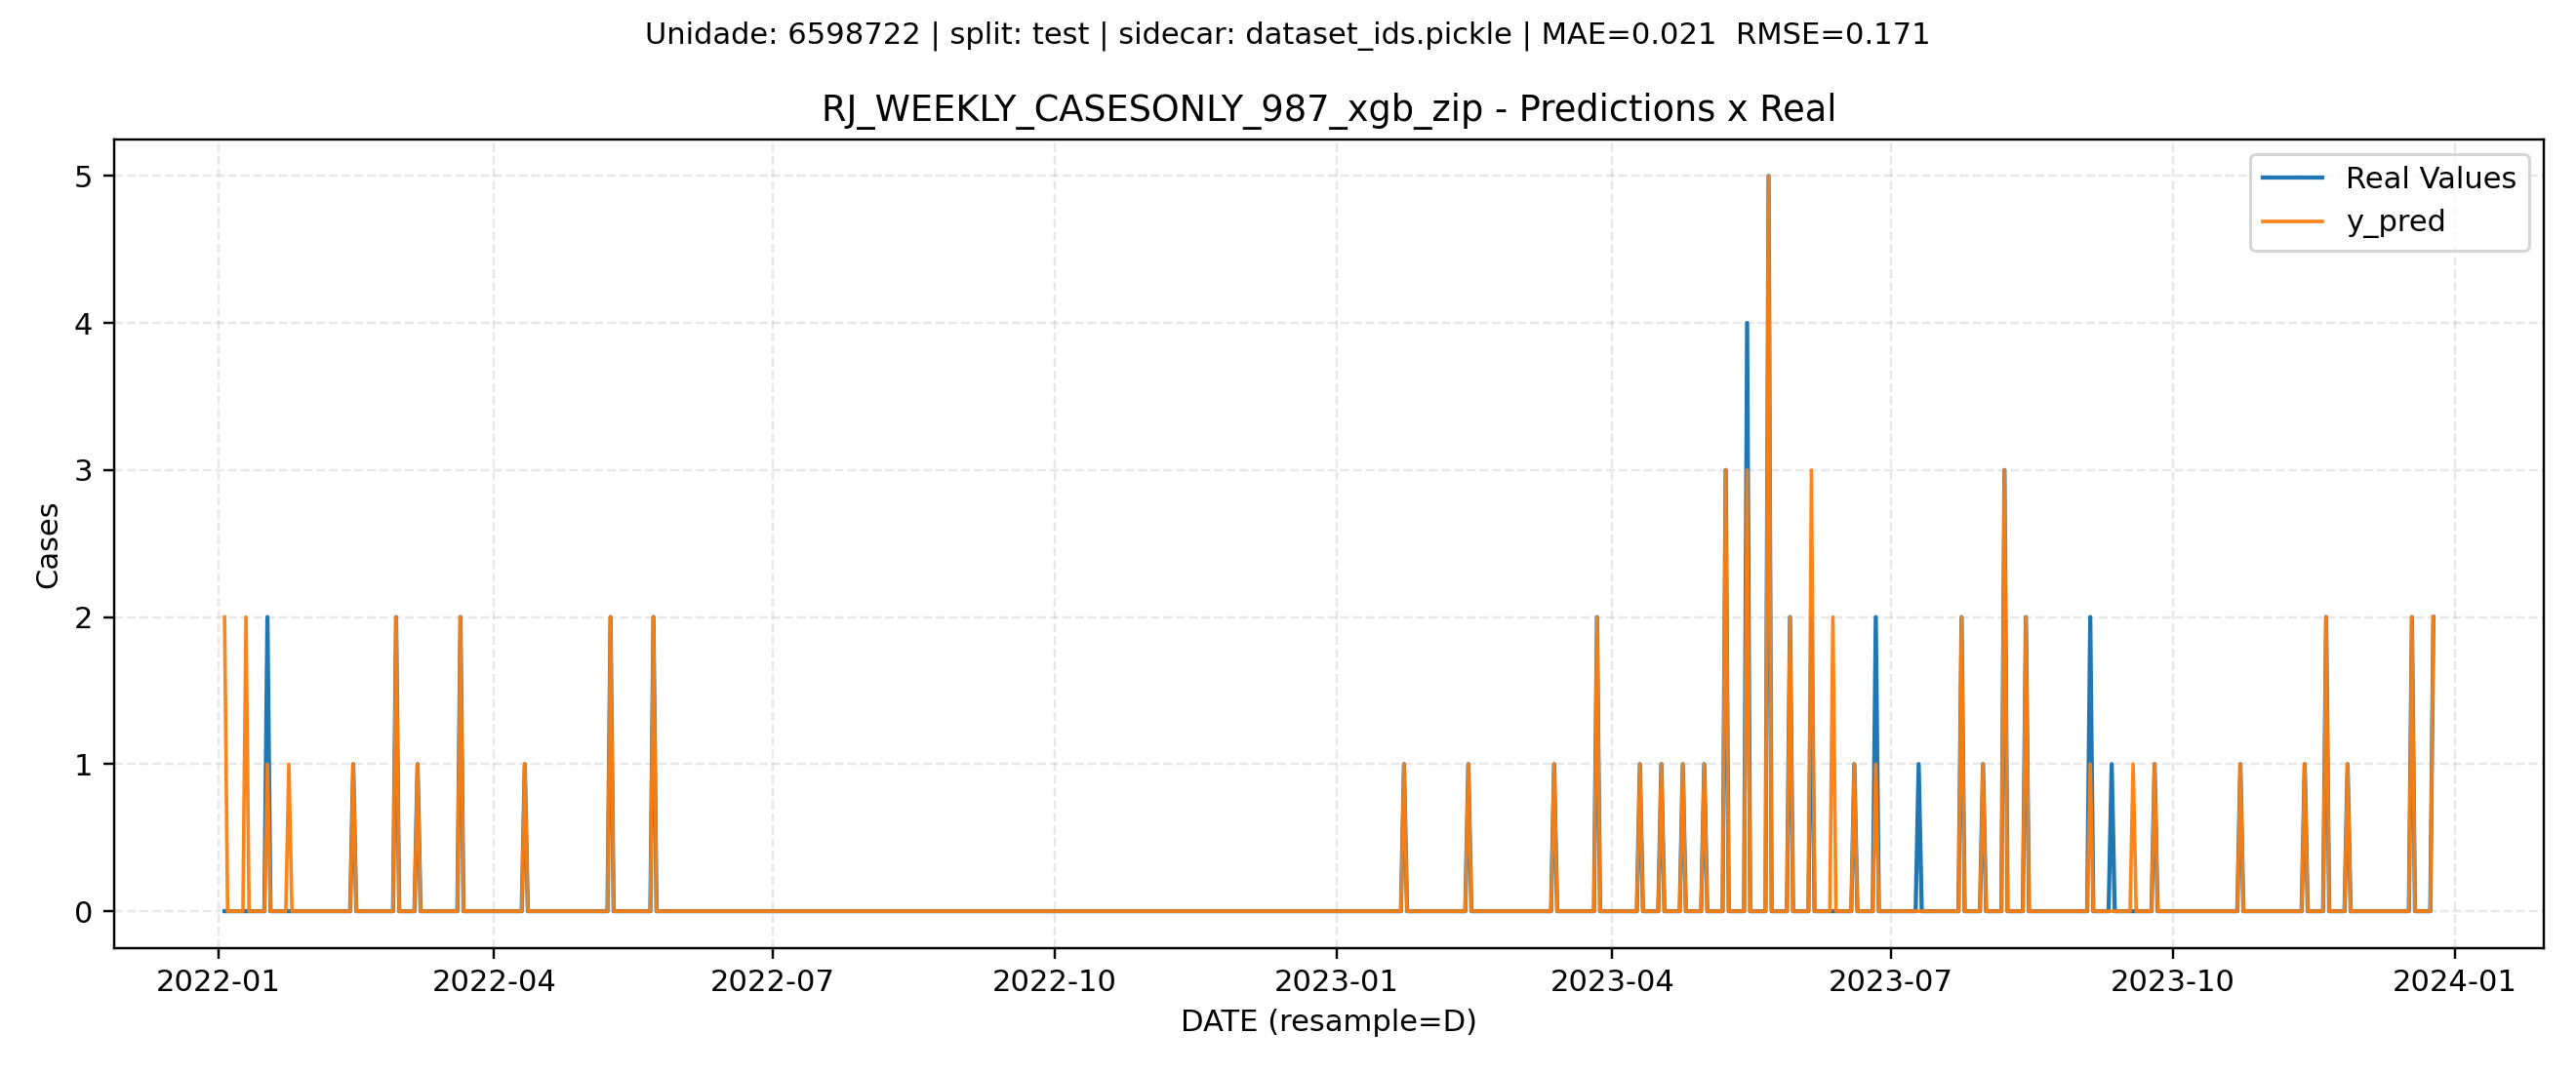 Unidade: 6598722 | split: test | sidecar: dataset_ids.pickle | MAE=0.021  RMSE=0.171
RJ_WEEKLY_CASESONLY_987_xgb_zip - Predictions x Real
Real Values
y_pred
5
4
3
2
1
0
Cases
2022-01
2022-04
2022-07
2022-10
2023-01
2023-04
2023-07
2023-10
2024-01
DATE (resample=D)